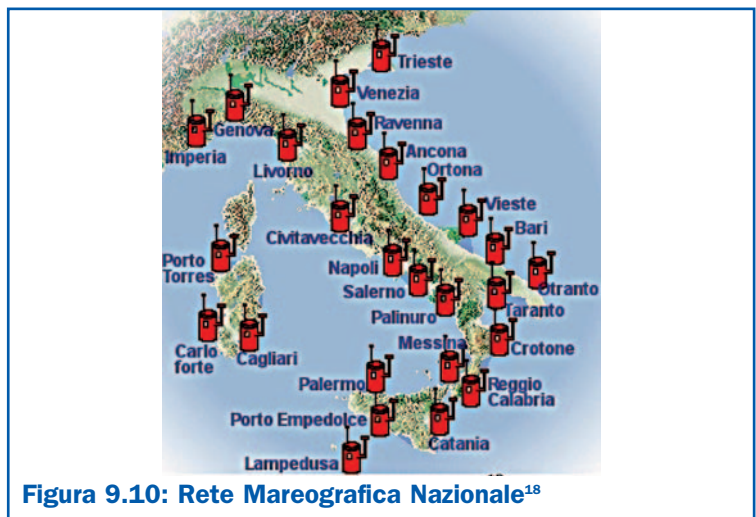 Trieste
Venezia
Genova
Ravenna
Imperia
Livorno
Ancona
Ortona
Vieste
Civitavecchia
Bari
Porto
Torres
Napoli
Otranto
Salerno
Taranto
Palinuro
Messina
Crotone
Carlo
forte
Cagliari
Palermo
Reggio
Calabria
Porto Empedolce
Catania
Lampedusa
Figura 9.10: Rete Mareografica Nazionale¹⁸